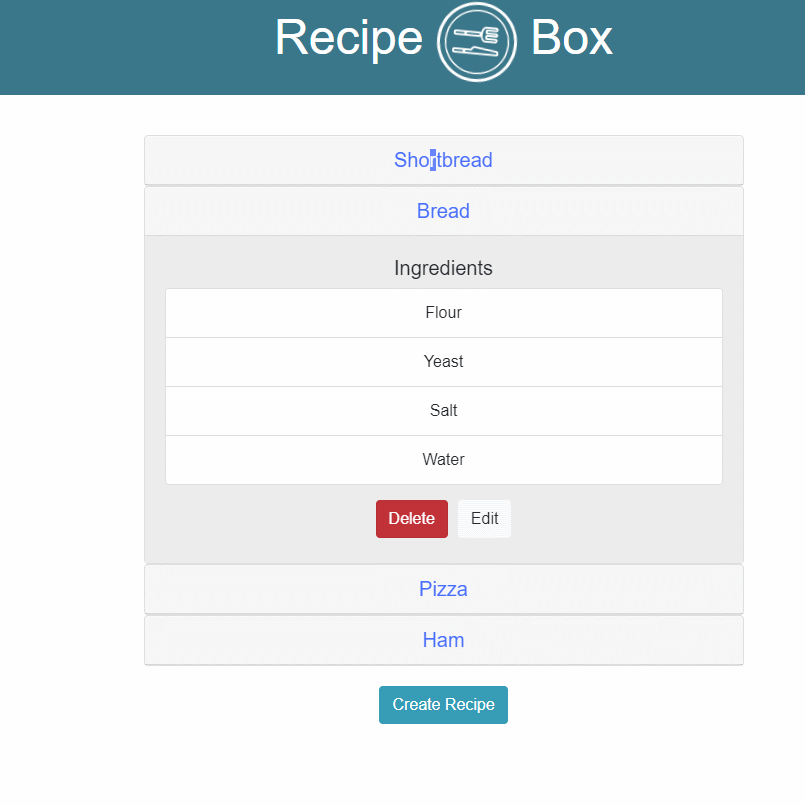 Recipe Box
Shortbread
Bread
Ingredients
Flour
Yeast
Salt
Water
Delete Edit
Pizza
Ham
Create Recipe